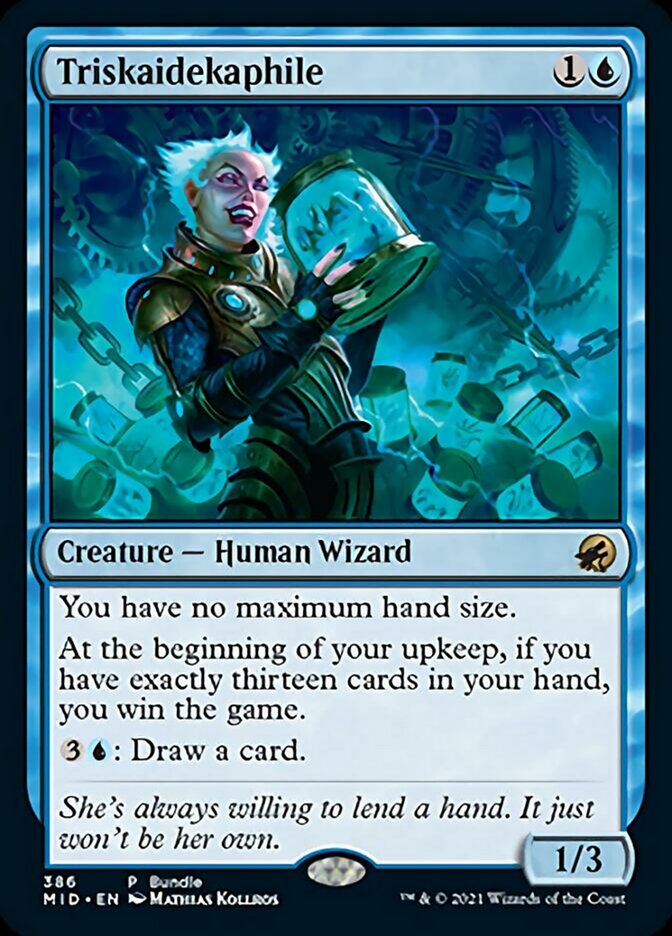 Triskaidekaphile 1
Creature — Human Wizard
You have no maximum hand size.
At the beginning of your upkeep, if you
have exactly thirteen cards in your hand,
you win the game.
3 : Draw a card.
She's always willing to lend a hand. It just
won't be her own.
1/3
386 P Bundle
MID • EN Mathias Kollros
™ & © 2021 Wizards of the Coast